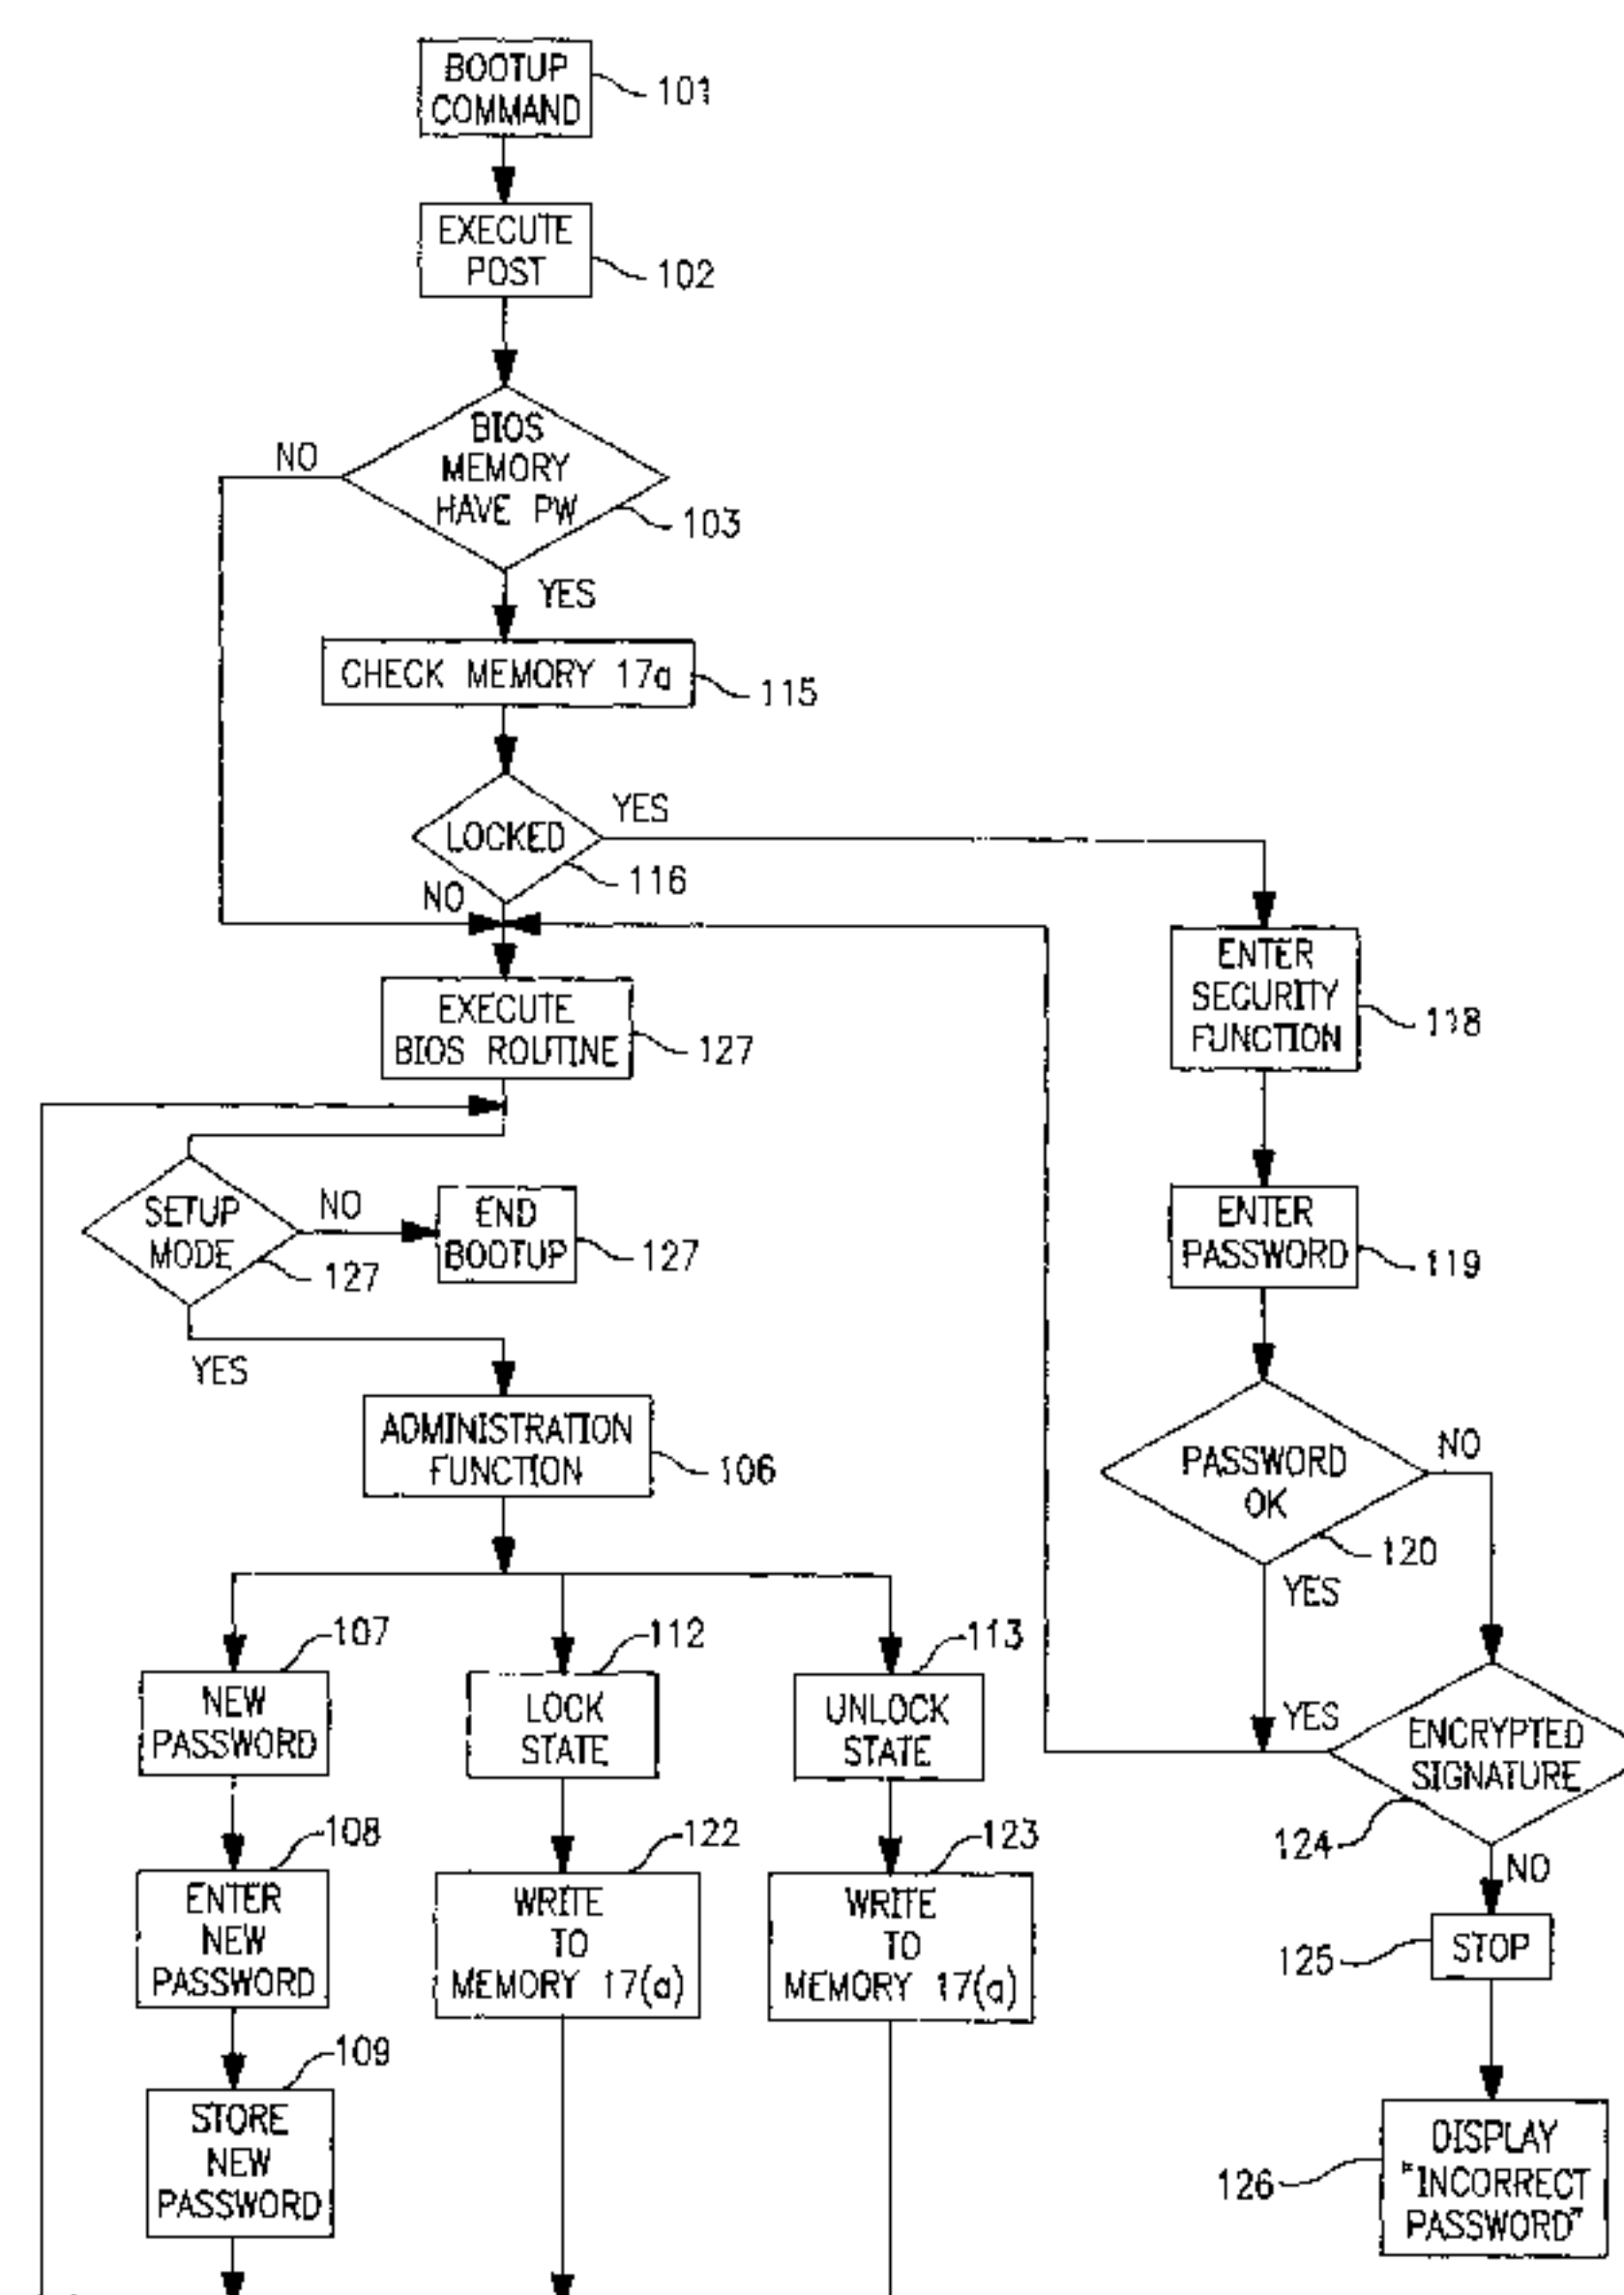 BOOTUP
COMMAND
101
EXECUTE
POST
102
BIOS
MEMORY
HAVE PW
103
NO
YES
CHECK MEMORY 17a
115
LOCKED
116
YES
NO
EXECUTE
BIOS ROUTINE
127
ENTER
SECURITY
FUNCTION
118
SETUP
MODE
127
NO
END
BOOTUP
127
YES
ENTER
PASSWORD
119
ADMINISTRATION
FUNCTION
106
PASSWORD
OK
120
NO
YES
107
NEW
PASSWORD
112
LOCK
STATE
113
UNLOCK
STATE
YES
ENCRYPTED
SIGNATURE
124
NO
108
ENTER
NEW
PASSWORD
122
WRITE
TO
MEMORY 17(a)
123
WRITE
TO
MEMORY 17(a)
STOP
125
109
STORE
NEW
PASSWORD
DISPLAY
"INCORRECT
PASSWORD"
126